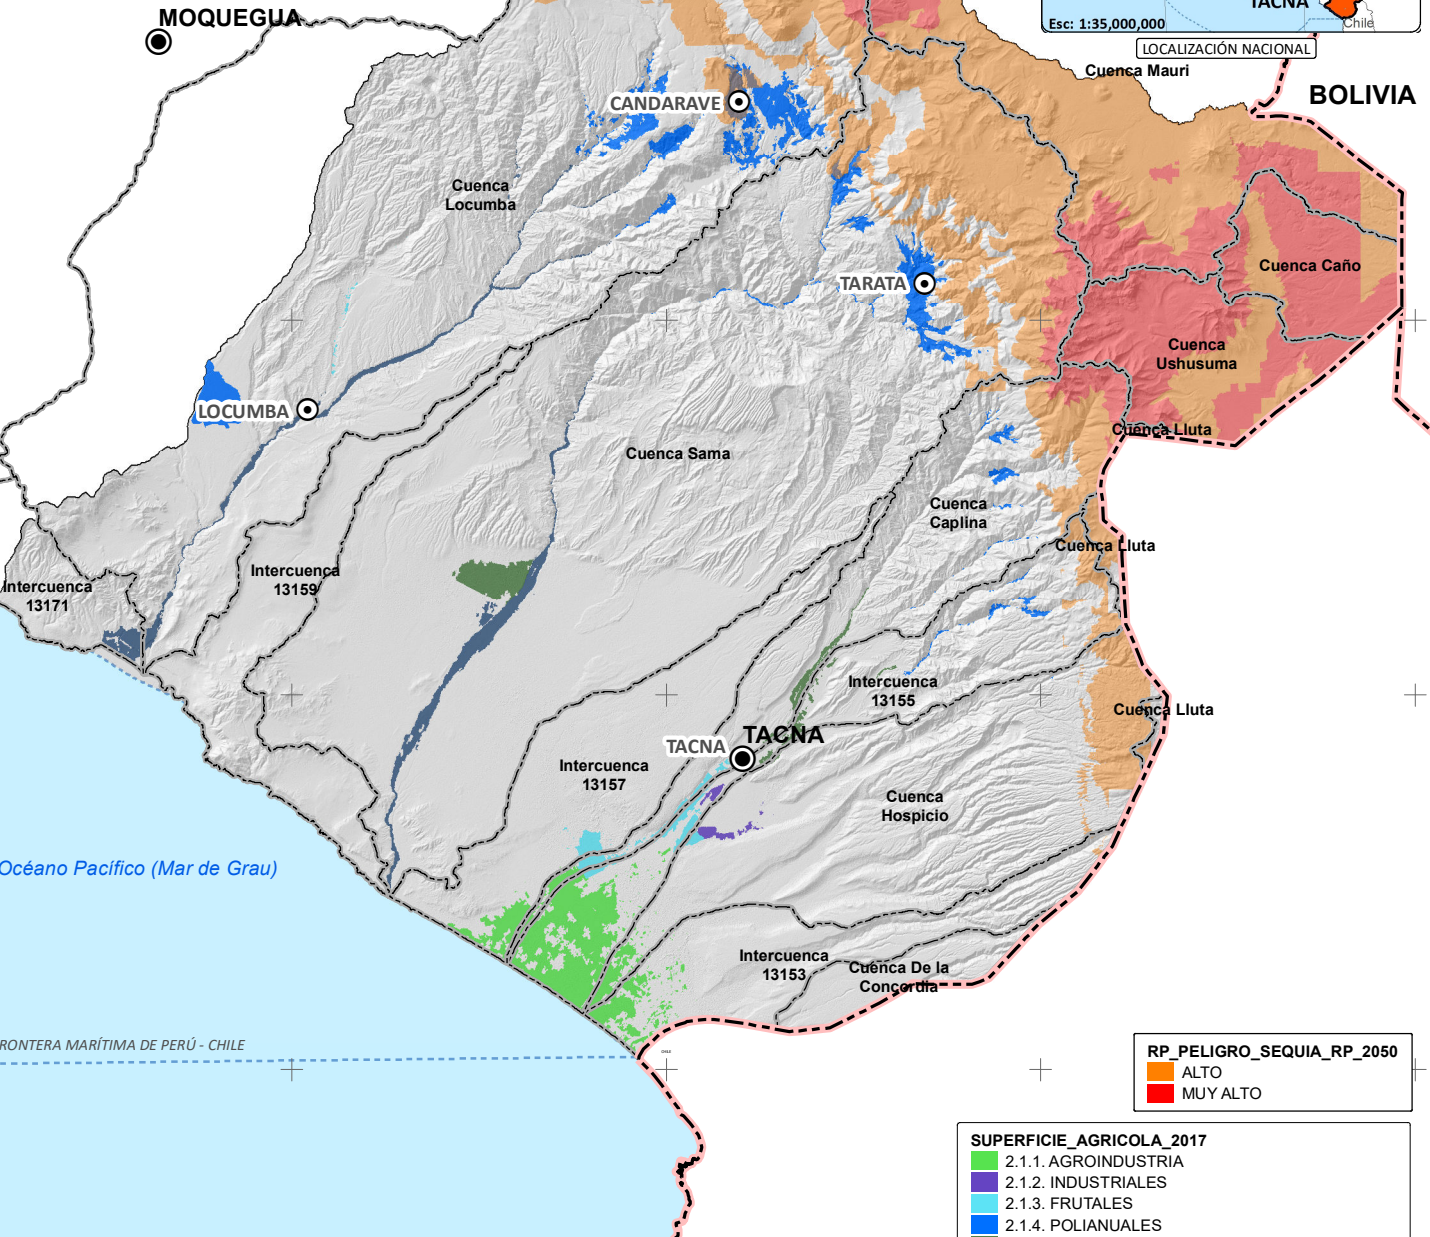 MOQUEGUA
TACNA
Chile
Esc: 1:35,000,000
LOCALIZACIÓN NACIONAL
Cuenca Mauri
BOLIVIA
CANDARAVE
Cuenca
Locumba
TARATA
Cuenca Caño
Cuenca
Ushusuma
LOCUMBA
Cuenca Lluta
Cuenca Sama
Cuenca
Caplina
Cuenca Lluta
Intercuenca
13171
Intercuenca
13159
Intercuenca
13155
Cuenca Lluta
TACNA
TACNA
Intercuenca
13157
Cuenca
Hospicio
Océano Pacífico (Mar de Grau)
Intercuenca
13153
Cuenca De la
Concordia
RONTERA MARÍTIMA DE PERÚ - CHILE
RP_PELIGRO_SEQUIA_RP_2050
ALTO
MUY ALTO
SUPERFICIE_AGRICOLA_2017
2.1.1. AGROINDUSTRIA
2.1.2. INDUSTRIALES
2.1.3. FRUTALES
2.1.4. POLIANUALES